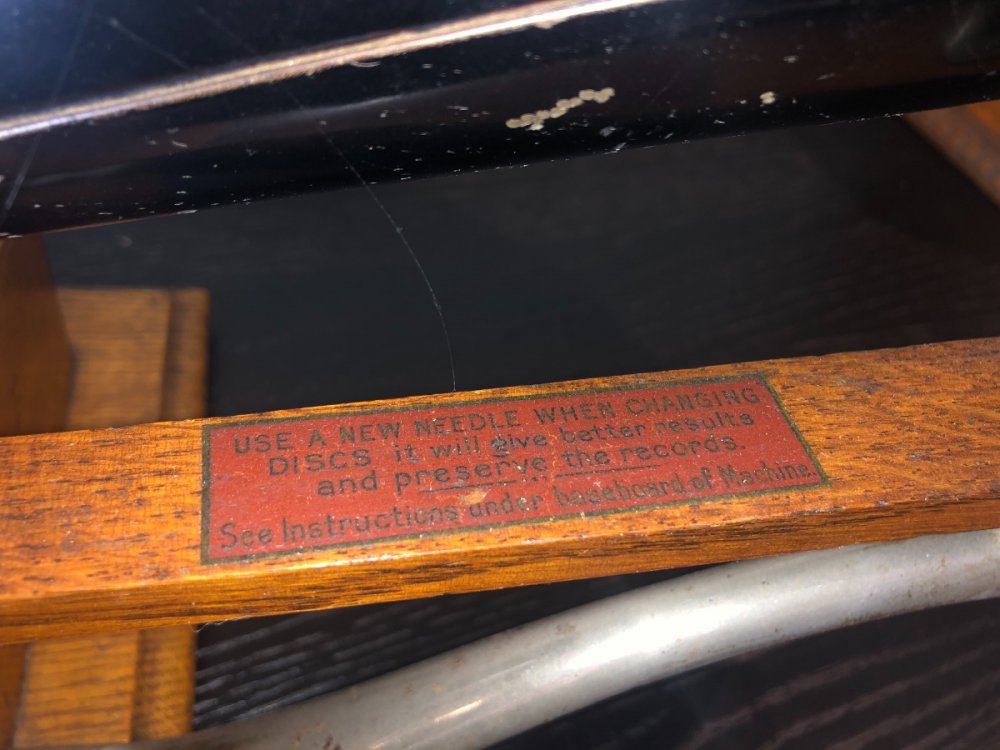 USE A NEW NEEDLE WHEN CHANGING
DISCS it will give better results
and preserve the records.
See Instructions under baseboard of Machine.